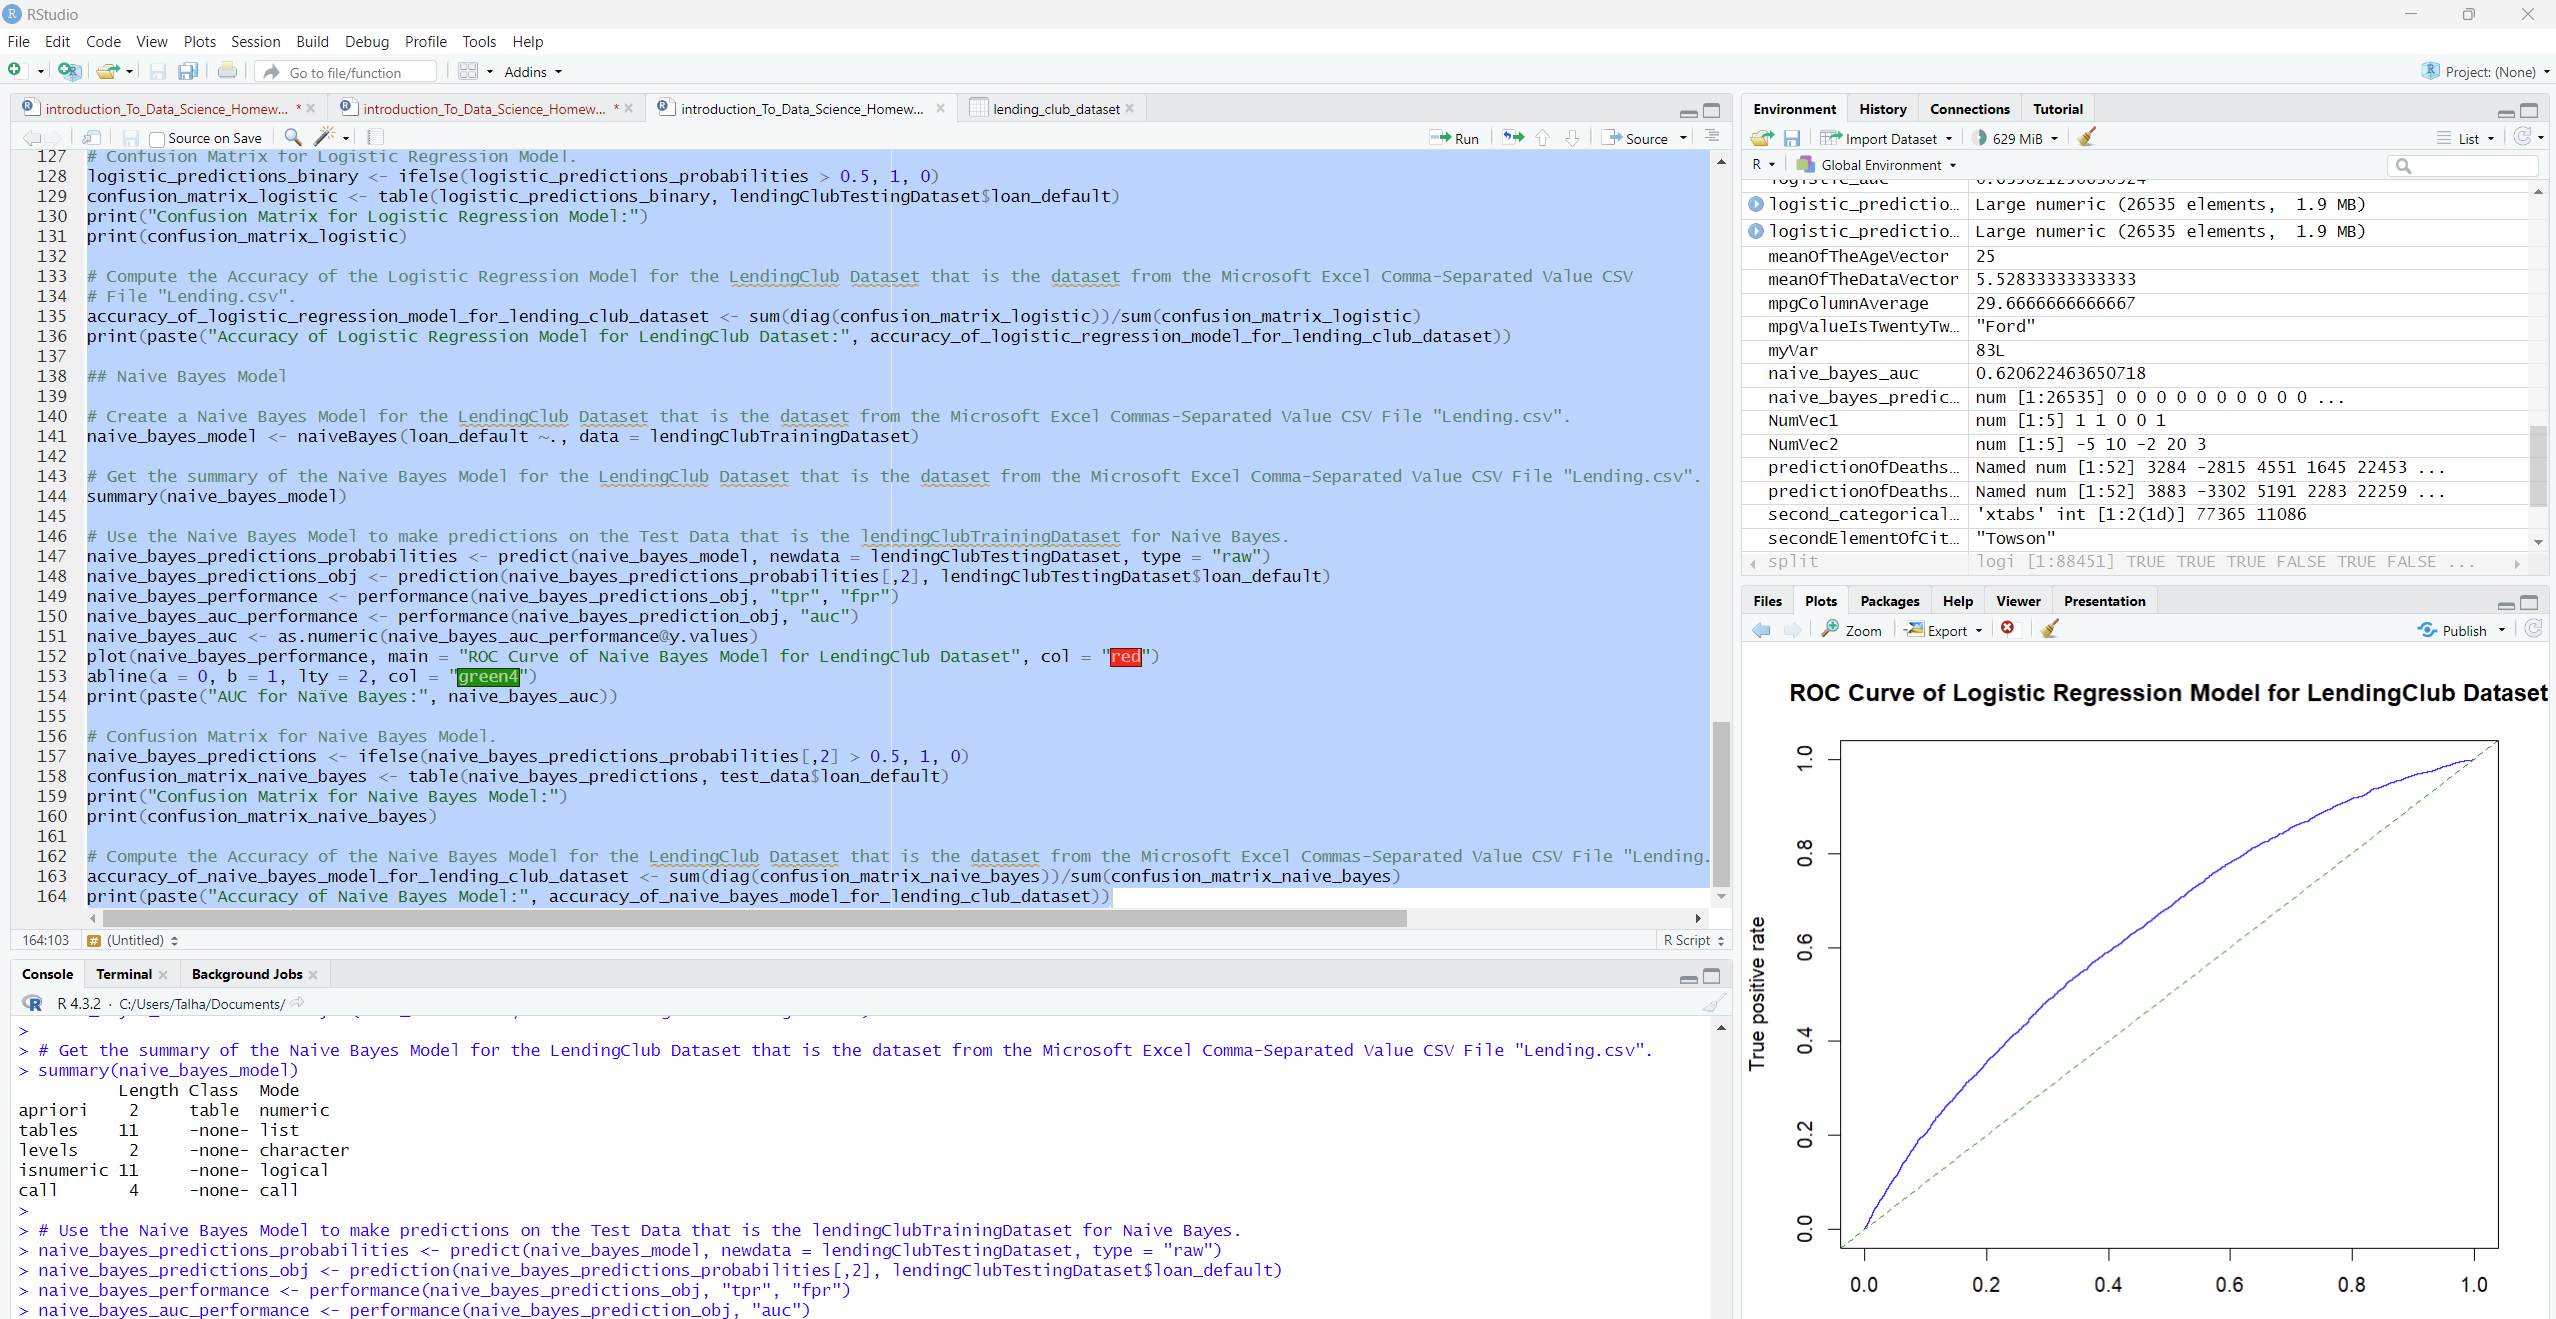 RStudio
File Edit Code View Plots Session Build Debug Profile Tools Help
Go to file/function Addins Project: (None)
introduction_To_Data_Science_Homew... * introduction_To_Data_Science_Homew... * introduction_To_Data_Science_Homew... lending_club_dataset
Source on Save Run Source
127 # Confusion Matrix for Logistic Regression Model.
128 logistic_predictions_binary <- ifelse(logistic_predictions_probabilities > 0.5, 1, 0)
129 confusion_matrix_logistic <- table(logistic_predictions_binary, lendingClubTestingDataset$loan_default)
130 print("Confusion Matrix for Logistic Regression Model:")
131 print(confusion_matrix_logistic)
132
133 # Compute the Accuracy of the Logistic Regression Model for the LendingClub Dataset that is the dataset from the Microsoft Excel Comma-Separated Value CSV
134 # File "Lending.csv".
135 accuracy_of_logistic_regression_model_for_lending_club_dataset <- sum(diag(confusion_matrix_logistic))/sum(confusion_matrix_logistic)
136 print(paste("Accuracy of Logistic Regression Model for LendingClub Dataset:", accuracy_of_logistic_regression_model_for_lending_club_dataset))
137
138 ## Naive Bayes Model
139
140 # Create a Naive Bayes Model for the LendingClub Dataset that is the dataset from the Microsoft Excel Commas-Separated Value CSV File "Lending.csv".
141 naive_bayes_model <- naiveBayes(loan_default ~., data = lendingClubTrainingDataset)
142
143 # Get the summary of the Naive Bayes Model for the LendingClub Dataset that is the dataset from the Microsoft Excel Comma-Separated Value CSV File "Lending.csv".
144 summary(naive_bayes_model)
145
146 # Use the Naive Bayes Model to make predictions on the Test Data that is the lendingClubTrainingDataset for Naive Bayes.
147 naive_bayes_predictions_probabilities <- predict(naive_bayes_model, newdata = lendingClubTestingDataset, type = "raw")
148 naive_bayes_predictions_obj <- prediction(naive_bayes_predictions_probabilities[,2], lendingClubTestingDataset$loan_default)
149 naive_bayes_performance <- performance(naive_bayes_predictions_obj, "tpr", "fpr")
150 naive_bayes_auc_performance <- performance(naive_bayes_prediction_obj, "auc")
151 naive_bayes_auc <- as.numeric(naive_bayes_auc_performance@y.values)
152 plot(naive_bayes_performance, main = "ROC Curve of Naive Bayes Model for LendingClub Dataset", col = "red")
153 abline(a = 0, b = 1, lty = 2, col = "green4")
154 print(paste("AUC for Naïve Bayes:", naive_bayes_auc))
155
156 # Confusion Matrix for Naive Bayes Model.
157 naive_bayes_predictions <- ifelse(naive_bayes_predictions_probabilities[,2] > 0.5, 1, 0)
158 confusion_matrix_naive_bayes <- table(naive_bayes_predictions, test_data$loan_default)
159 print("Confusion Matrix for Naive Bayes Model:")
160 print(confusion_matrix_naive_bayes)
161
162 # Compute the Accuracy of the Naive Bayes Model for the LendingClub Dataset that is the dataset from the Microsoft Excel Commas-Separated Value CSV File "Lending.
163 accuracy_of_naive_bayes_model_for_lending_club_dataset <- sum(diag(confusion_matrix_naive_bayes))/sum(confusion_matrix_naive_bayes)
164 print(paste("Accuracy of Naive Bayes Model:", accuracy_of_naive_bayes_model_for_lending_club_dataset))
164:103 # (Untitled) R Script
Console Terminal Background Jobs
R 4.3.2 · C:/Users/Talha/Documents/
>
> # Get the summary of the Naive Bayes Model for the LendingClub Dataset that is the dataset from the Microsoft Excel Comma-Separated Value CSV File "Lending.csv".
> summary(naive_bayes_model)
Length Class Mode
apriori 2 table numeric
tables 11 -none- list
levels 2 -none- character
isnumeric 11 -none- logical
call 4 -none- call
>
> # Use the Naive Bayes Model to make predictions on the Test Data that is the lendingClubTrainingDataset for Naive Bayes.
> naive_bayes_predictions_probabilities <- predict(naive_bayes_model, newdata = lendingClubTestingDataset, type = "raw")
> naive_bayes_predictions_obj <- prediction(naive_bayes_predictions_probabilities[,2], lendingClubTestingDataset$loan_default)
> naive_bayes_performance <- performance(naive_bayes_predictions_obj, "tpr", "fpr")
> naive_bayes_auc_performance <- performance(naive_bayes_prediction_obj, "auc")
Environment History Connections Tutorial
Import Dataset 629 MiB List
R Global Environment
logistic_predictio... Large numeric (26535 elements, 1.9 MB)
logistic_predictio... Large numeric (26535 elements, 1.9 MB)
meanOfTheAgeVector 25
meanOfTheDataVector 5.52833333333333
mpgColumnAverage 29.6666666666667
mpgValueIsTwentyTw... "Ford"
myVar 83L
naive_bayes_auc 0.620622463650718
naive_bayes_predic... num [1:26535] 0 0 0 0 0 0 0 0 0 0 ...
NumVec1 num [1:5] 1 1 0 0 1
NumVec2 num [1:5] -5 10 -2 20 3
predictionOfDeaths... Named num [1:52] 3284 -2815 4551 1645 22453 ...
predictionOfDeaths... Named num [1:52] 3883 -3302 5191 2283 22259 ...
second_categorical... 'xtabs' int [1:2(1d)] 77365 11086
secondElementOfCit... "Towson"
split logi [1:88451] TRUE TRUE TRUE FALSE TRUE FALSE ...
Files Plots Packages Help Viewer Presentation
Zoom Export Publish
ROC Curve of Logistic Regression Model for LendingClub Dataset
True positive rate
1.0
0.8
0.6
0.4
0.2
0.0
0.0 0.2 0.4 0.6 0.8 1.0